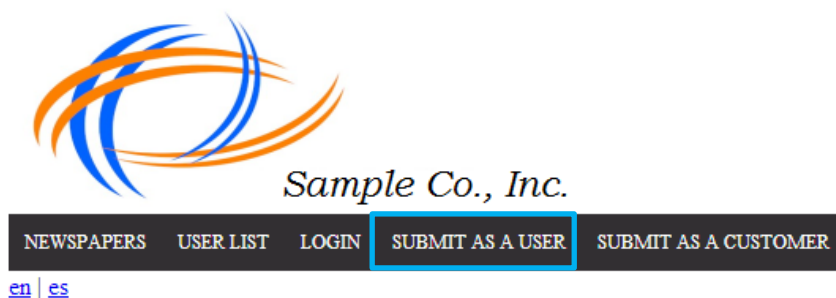 Sample Co., Inc.
NEWSPAPERS USER LIST LOGIN SUBMIT AS A USER SUBMIT AS A CUSTOMER
en | es